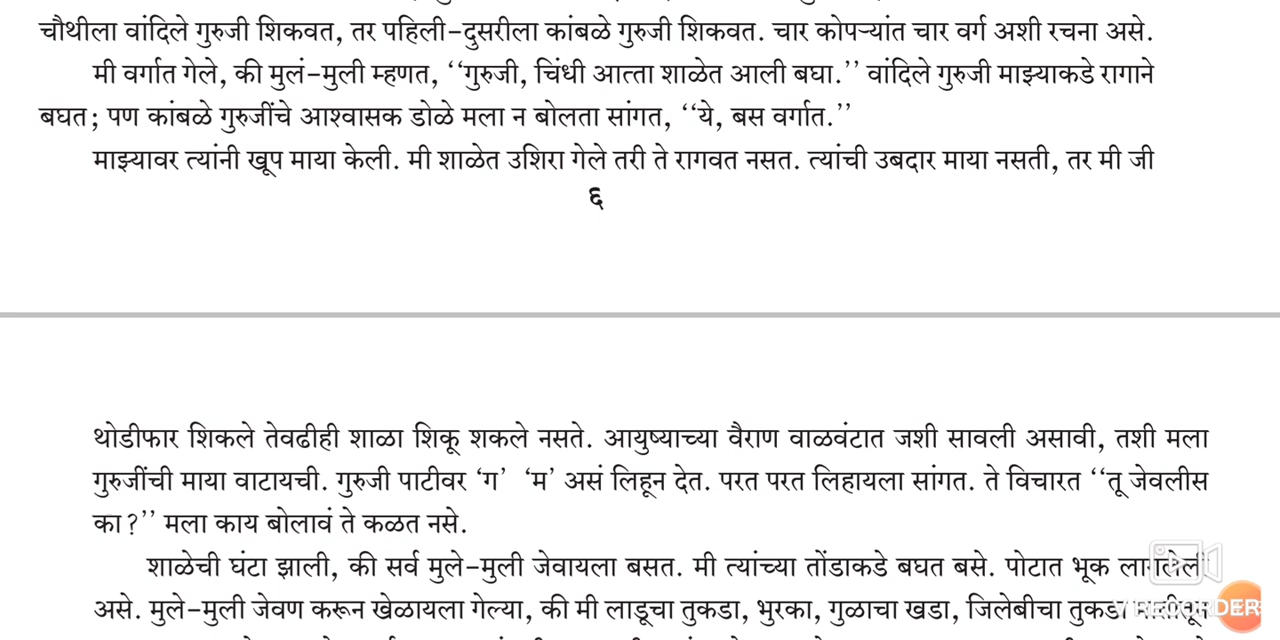 चौथीला वांदिले गुरुजी शिकवत, तर पहिली-दुसरीला कांबळे गुरुजी शिकवत. चार कोपऱ्यांत चार वर्ग अशी रचना असे.
मी वर्गात गेले, की मुलं-मुली म्हणत, ‘‘गुरुजी, चिंधी आत्ता शाळेत आली बघा.’’ वांदिले गुरुजी माझ्याकडे रागाने
बघत; पण कांबळे गुरुजींचे आश्वासक डोळे मला न बोलता सांगत, ‘‘ये, बस वर्गात.’’
माझ्यावर त्यांनी खूप माया केली. मी शाळेत उशिरा गेले तरी ते रागवत नसत. त्यांची उबदार माया नसती, तर मी जी
६
थोडीफार शिकले तेवढीही शाळा शिकू शकले नसते. आयुष्याच्या वैराण वाळवंटात जशी सावली असावी, तशी मला
गुरुजींची माया वाटायची. गुरुजी पाटीवर ‘ग’ ‘म’ असं लिहून देत. परत परत लिहायला सांगत. ते विचारत ‘‘तू जेवलीस
का?’’ मला काय बोलावं ते कळत नसे.
शाळेची घंटा झाली, की सर्व मुले-मुली जेवायला बसत. मी त्यांच्या तोंडाकडे बघत बसे. पोटात भूक लागलेली
असे. मुले-मुली जेवण करून खेळायला गेल्या, की मी लाडूचा तुकडा, भुरका, गुळाचा खडा, जिलेबीचा तुकडा
V RECORDER